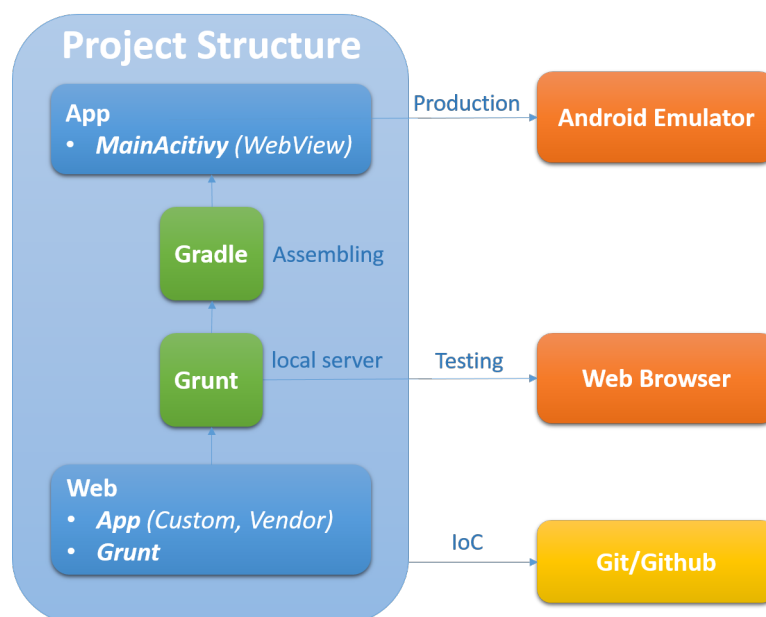 Project Structure
App
• MainAcitivy (WebView)
Production
Android Emulator
Gradle
Assembling
Grunt
local server
Testing
Web Browser
Web
• App (Custom, Vendor)
• Grunt
IoC
Git/Github